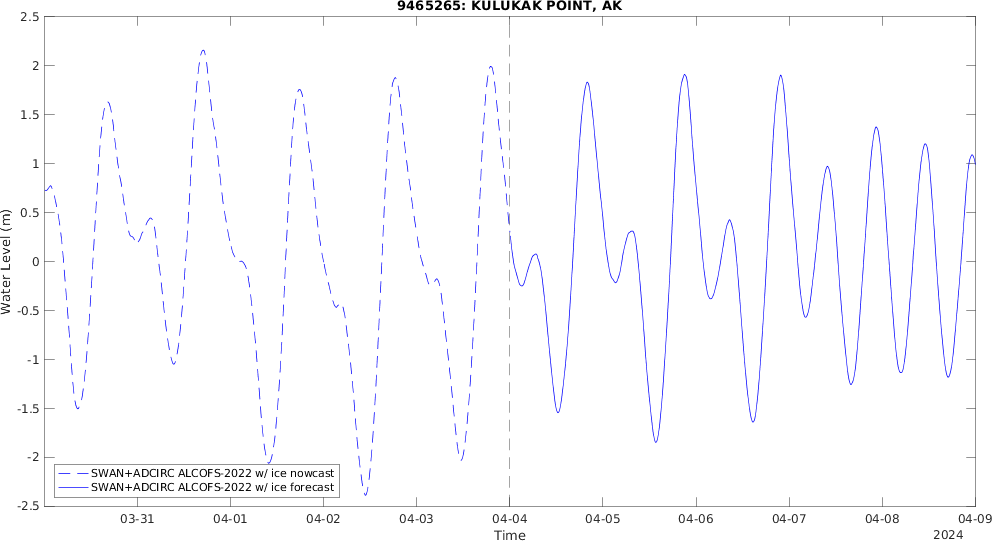 9465265: KULUKAK POINT, AK
Water Level (m)
2.5
2
1.5
1
0.5
0
-0.5
-1
-1.5
-2
-2.5
SWAN+ADCIRC ALCOFS-2022 w/ ice nowcast
SWAN+ADCIRC ALCOFS-2022 w/ ice forecast
03-31 04-01 04-02 04-03 04-04 04-05 04-06 04-07 04-08 04-09
Time
2024